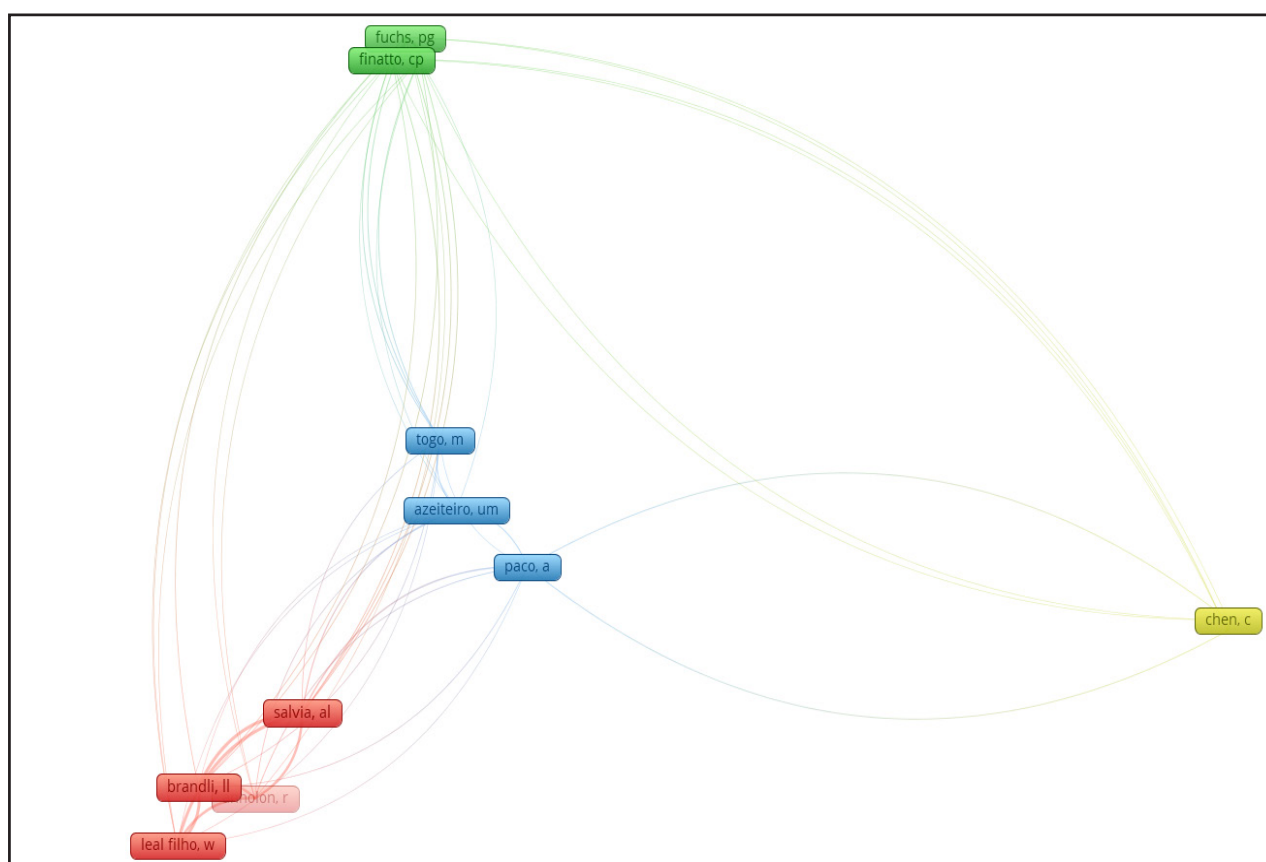 fuchs, pg
finatto, cp
togo, m
azeiteiro, um
paco, a
chen, c
salvia, al
brandli, ll
r
leal filho, w